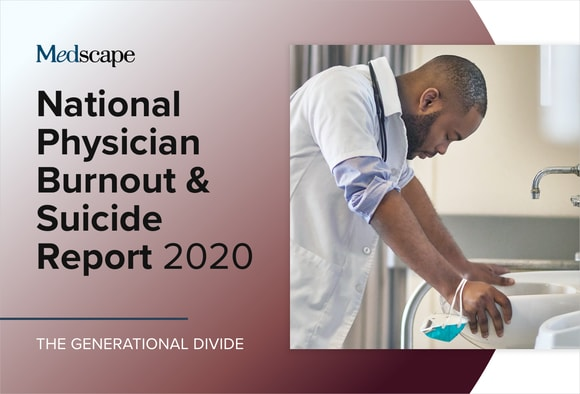 Medscape
National
Physician
Burnout &
Suicide
Report 2020
THE GENERATIONAL DIVIDE